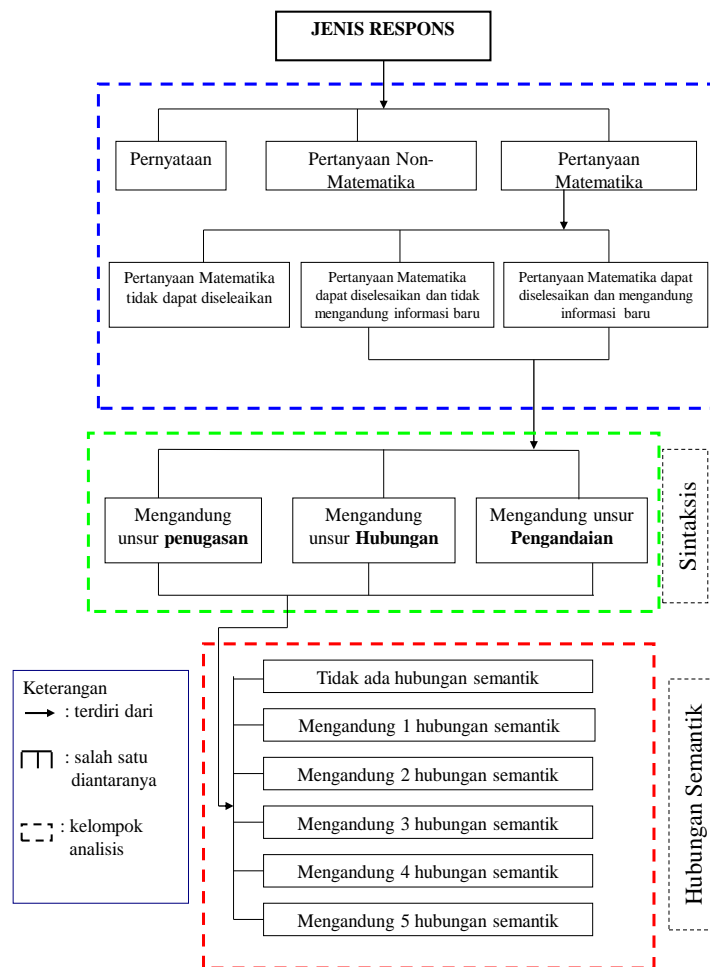 JENIS RESPONS
Pernyataan
Pertanyaan Non-
Matematika
Pertanyaan
Matematika
Pertanyaan Matematika
tidak dapat diseleaikan
Pertanyaan Matematika
dapat diselesaikan dan tidak
mengandung informasi baru
Pertanyaan Matematika dapat
diselesaikan dan mengandung
informasi baru
Mengandung
unsur penugasan
Mengandung
unsur Hubungan
Mengandung unsur
Pengandaian
Sintaksis
Keterangan
: terdiri dari
: salah satu
diantaranya
: kelompok
analisis
Tidak ada hubungan semantik
Mengandung 1 hubungan semantik
Mengandung 2 hubungan semantik
Mengandung 3 hubungan semantik
Mengandung 4 hubungan semantik
Mengandung 5 hubungan semantik
Hubungan Semantik